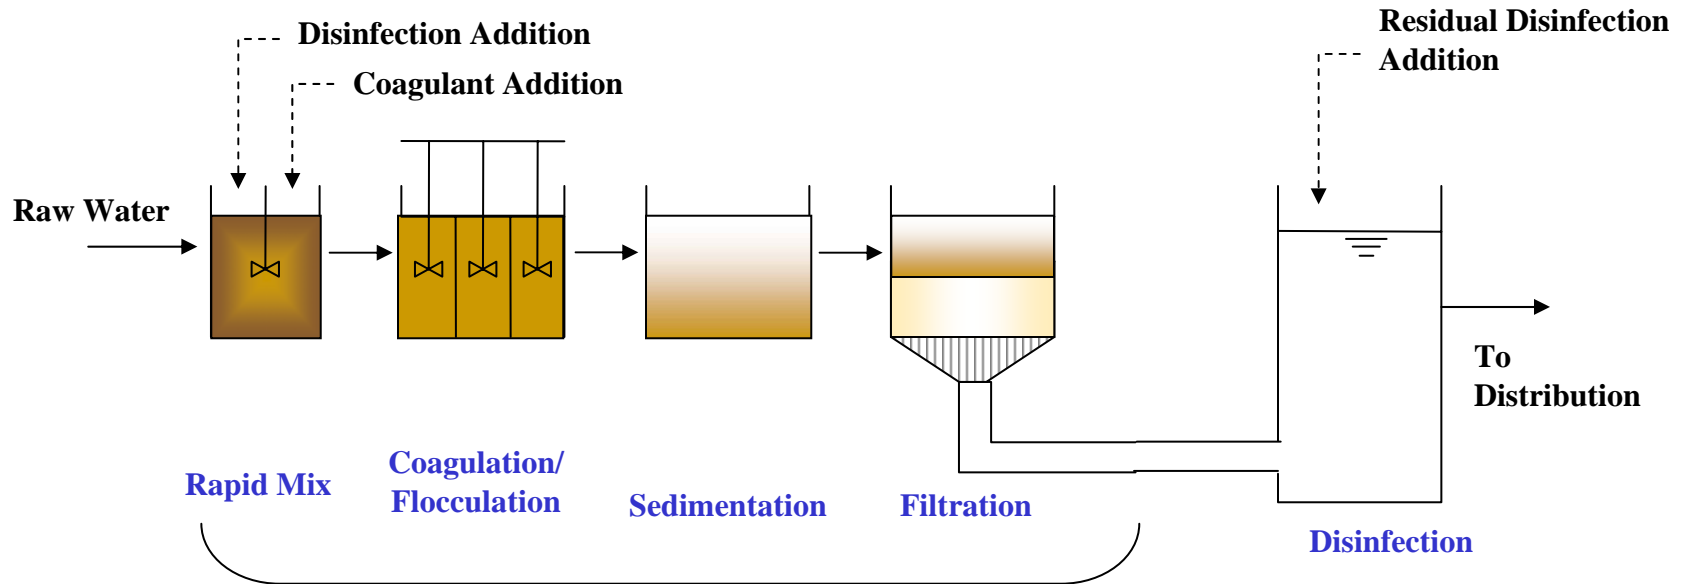 Disinfection Addition
Coagulant Addition
Residual Disinfection
Addition
Raw Water
To
Distribution
Rapid Mix
Coagulation/
Flocculation
Sedimentation
Filtration
Disinfection